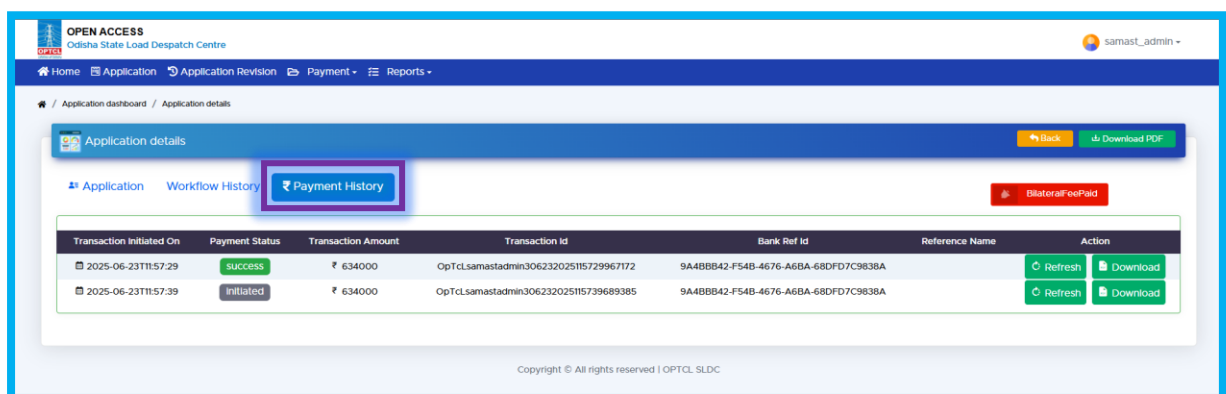 OPEN ACCESS
Odisha State Load Despatch Centre
OPTCL
samast_admin
Home Application Application Revision Payment Reports
/ Application dashboard / Application details
Application details
Back
Download PDF
Application Workflow History ₹ Payment History
BilateralFeePaid
Transaction Initiated On Payment Status Transaction Amount Transaction Id Bank Ref Id Reference Name Action
2025-06-23T11:57:29 success ₹ 634000 OpTcLsamastadmin306232025115729967172 9A4BBB42-F54B-4676-A6BA-68DFD7C9838A Refresh Download
2025-06-23T11:57:39 Initiated ₹ 634000 OpTcLsamastadmin306232025115739689385 9A4BBB42-F54B-4676-A6BA-68DFD7C9838A Refresh Download
Copyright © All rights reserved | OPTCL SLDC